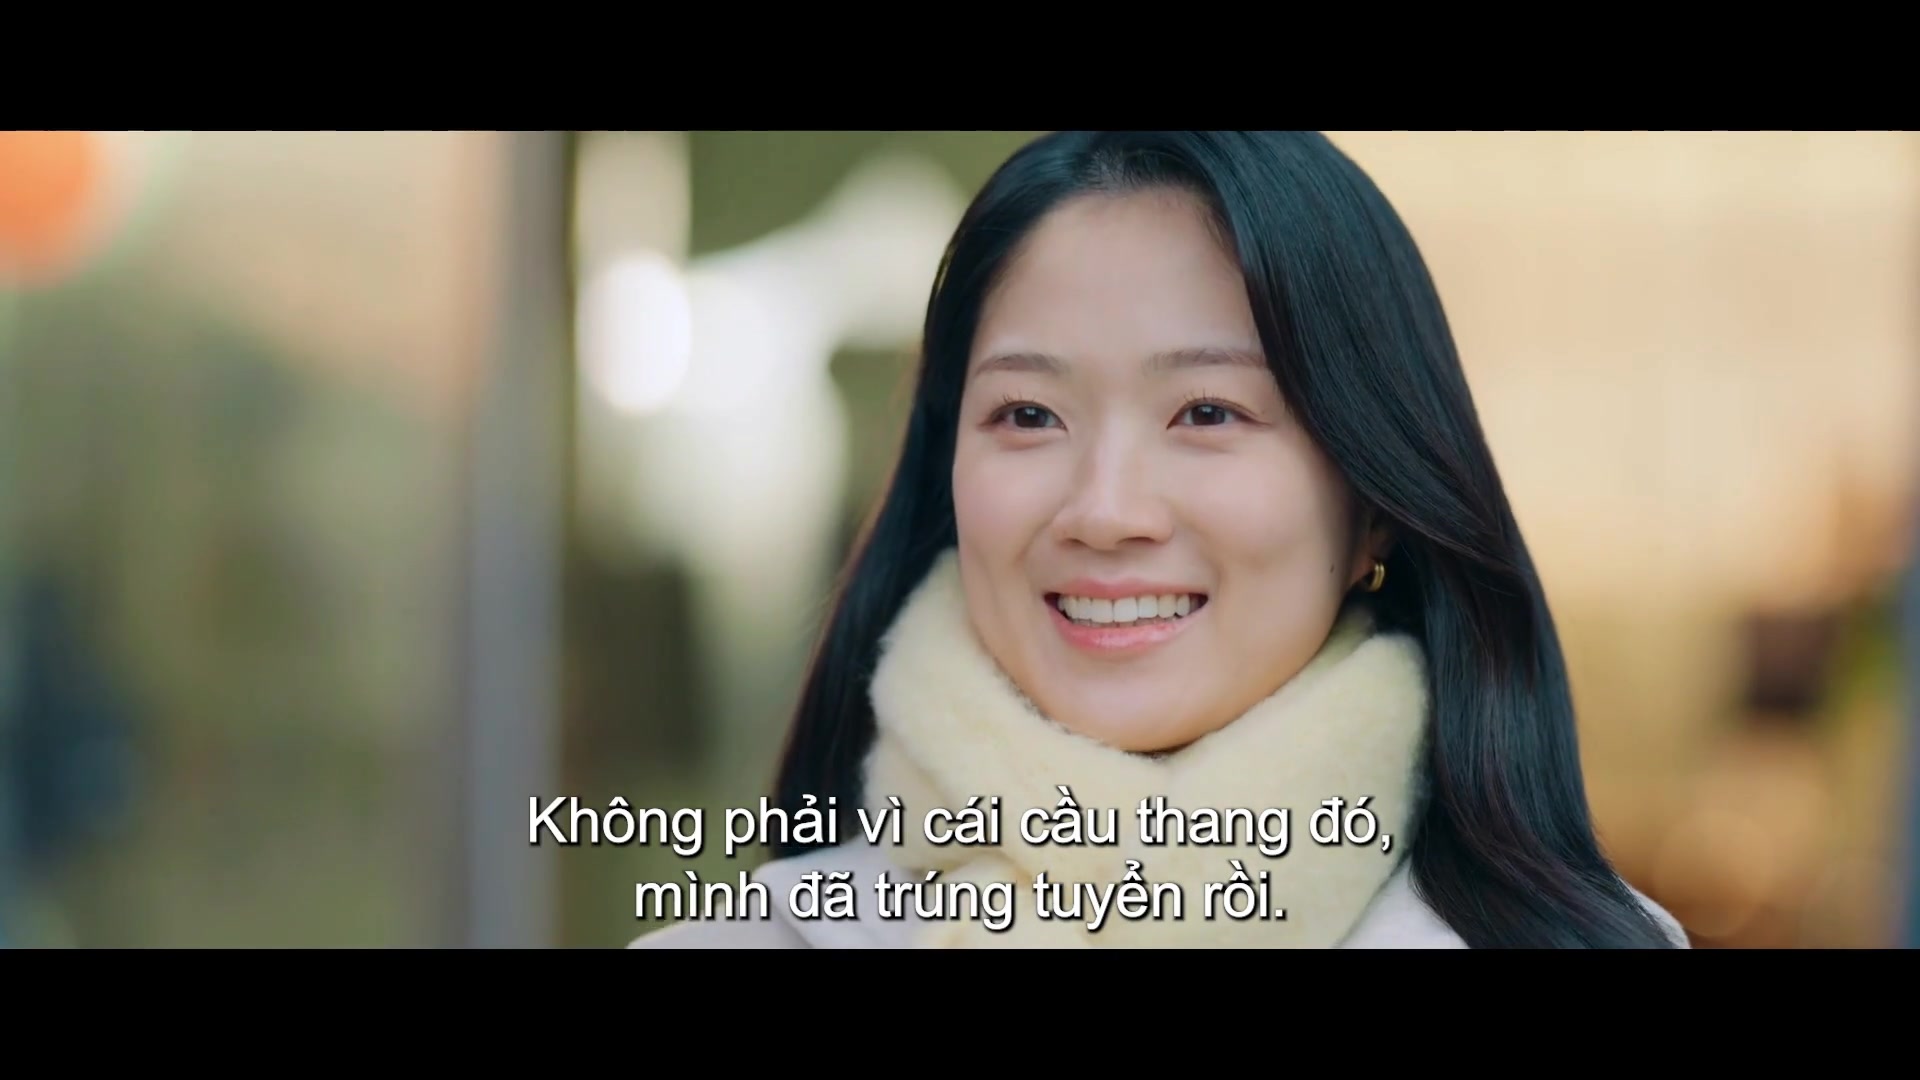 Không phải vì cái cầu thang đó,
mình đã trúng tuyển rồi.